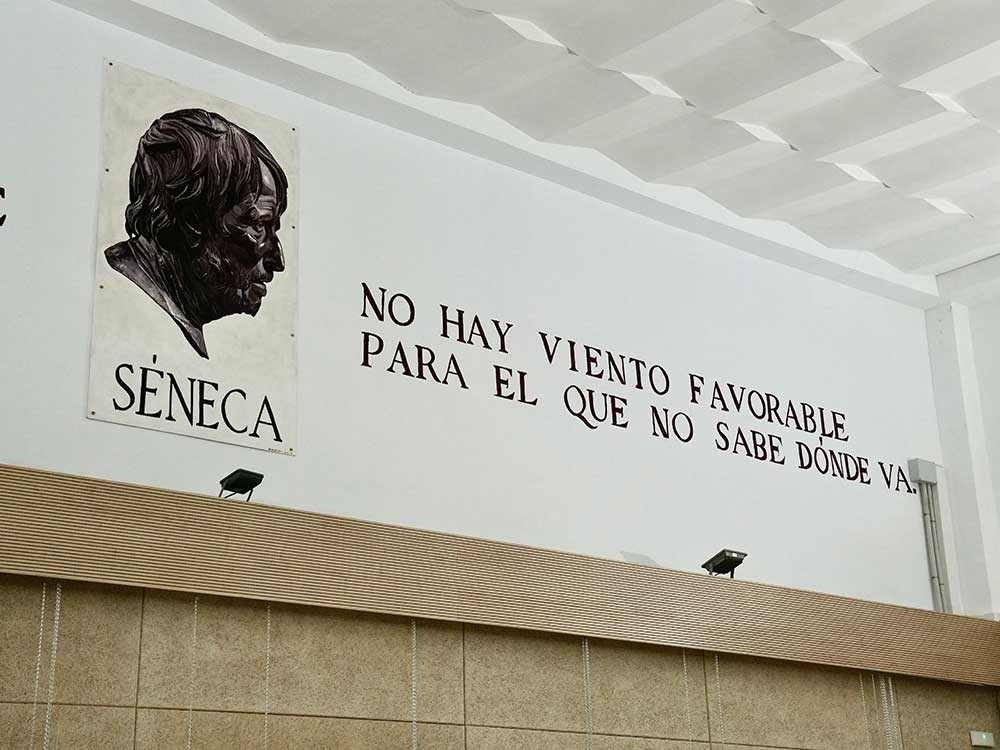 SÉNECA
NO HAY VIENTO FAVORABLE
PARA EL QUE NO SABE DÓNDE VA.